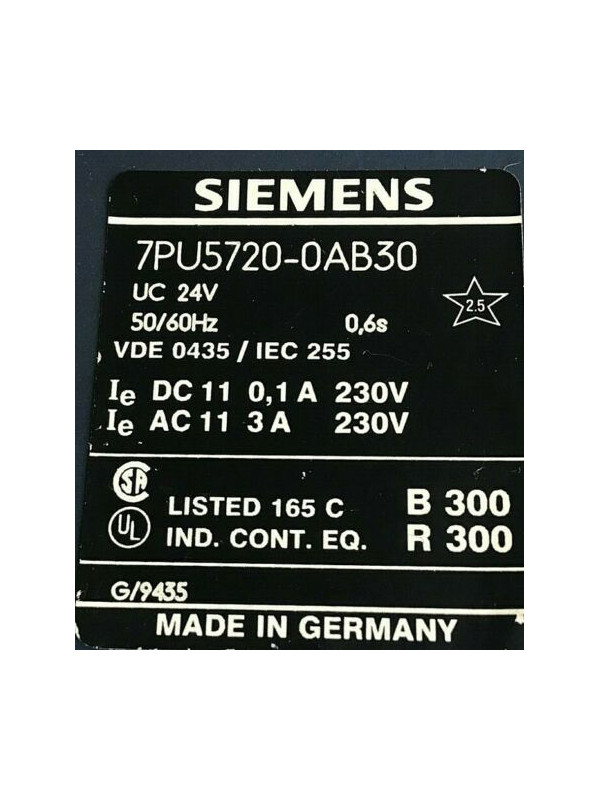 SIEMENS
7PU5720-0AB30
UC 24V
2.5
50/60Hz 0,6s
VDE 0435 / IEC 255
Ie DC 11 0,1 A 230V
Ie AC 11 3 A 230V
SA
LISTED 165 C B 300
UL
IND. CONT. EQ. R 300
G/9435
MADE IN GERMANY